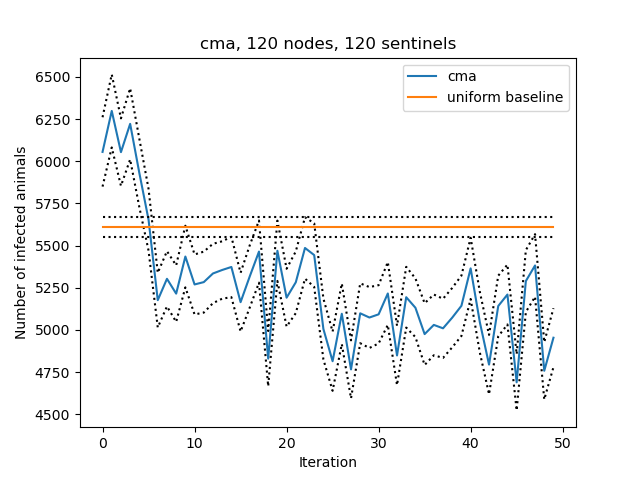 cma, 120 nodes, 120 sentinels
cma
uniform baseline
Number of infected animals
6500
6250
6000
5750
5500
5250
5000
4750
4500
0 10 20 30 40 50
Iteration